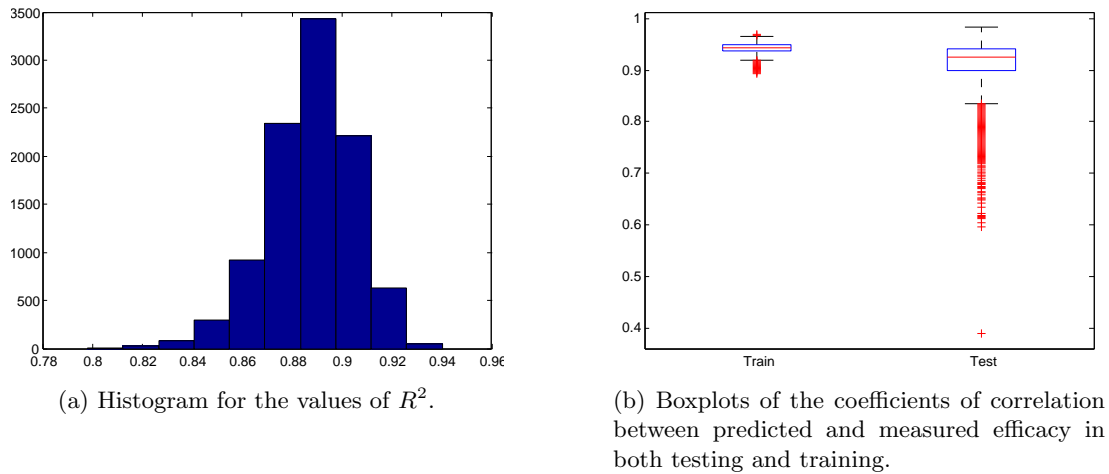 3500
3000
2500
2000
1500
1000
500
0
0.78 0.8 0.82 0.84 0.86 0.88 0.9 0.92 0.94 0.96
(a) Histogram for the values of R².
1
0.9
0.8
0.7
0.6
0.5
0.4
Train Test
(b) Boxplots of the coefficients of correlation
between predicted and measured efficacy in
both testing and training.